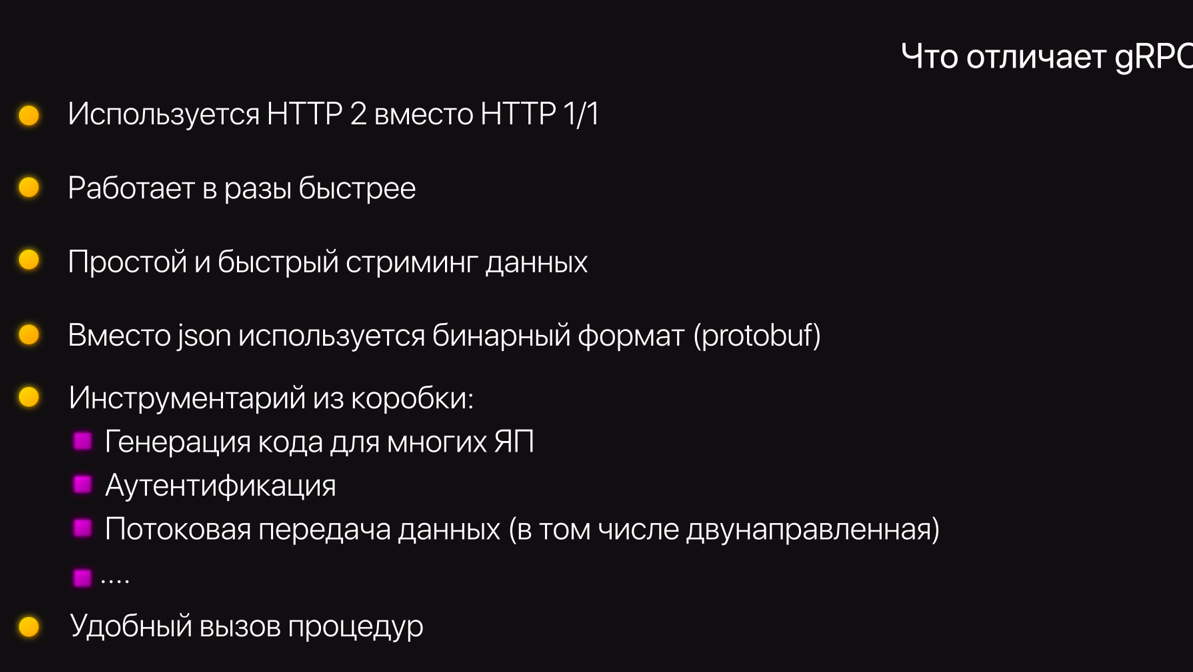 Что отличает gRPC
Используется HTTP 2 вместо HTTP 1/1
Работает в разы быстрее
Простой и быстрый стриминг данных
Вместо json используется бинарный формат (protobuf)
Инструментарий из коробки:
Генерация кода для многих ЯП
Аутентификация
Потоковая передача данных (в том числе двунаправленная)
....
Удобный вызов процедур